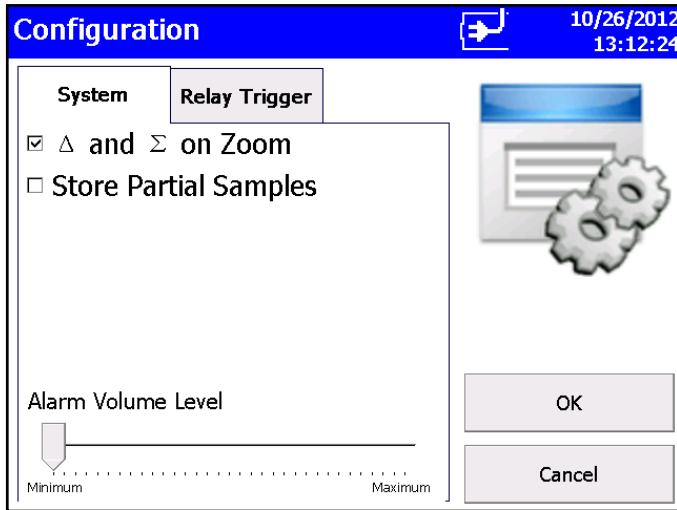 Configuration
10/26/2012
13:12:24
System
Relay Trigger
Δ and Σ on Zoom
Store Partial Samples
Alarm Volume Level
Minimum
Maximum
OK
Cancel